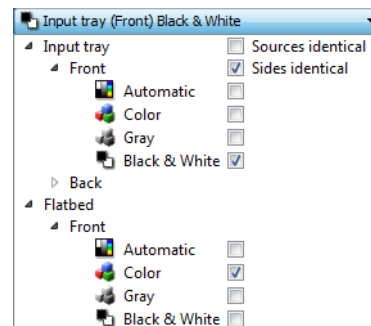 Input tray (Front) Black & White
Input tray Sources identical
Front Sides identical
Automatic
Color
Gray
Black & White
Back
Flatbed
Front
Automatic
Color
Gray
Black & White